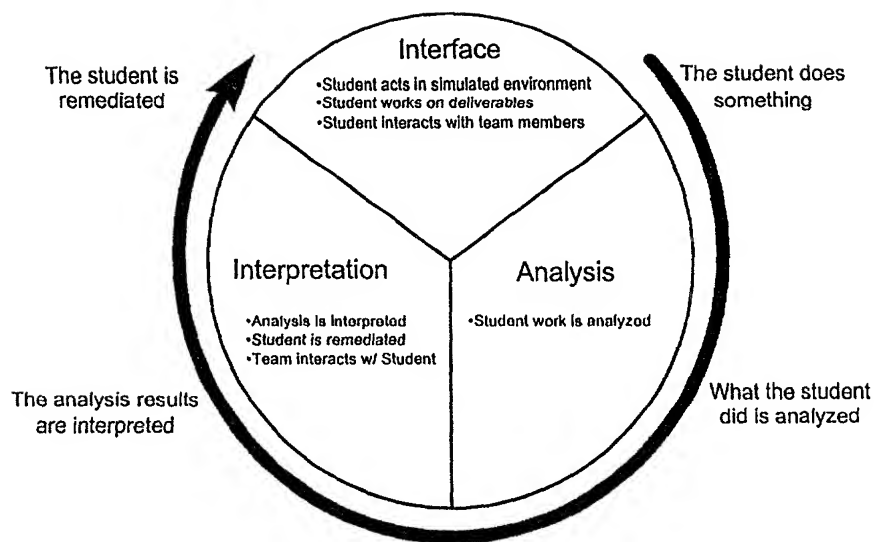 Interface
•Student acts in simulated environment
•Student works on deliverables
•Student interacts with team members
The student is
remediated
The student does
something
Interpretation
•Analysis is Interpreted
•Student is remediated
•Team interacts w/ Student
Analysis
•Student work is analyzed
The analysis results
are interpreted
What the student
did is analyzed